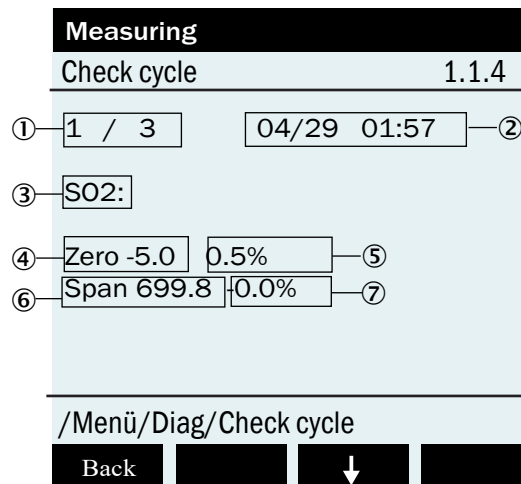 Measuring
Check cycle 1.1.4
① 1 / 3 04/29 01:57 ②
③ SO2:
④ Zero -5.0 0.5% ⑤
⑥ Span 699.8 -0.0% ⑦
/Menü/Diag/Check cycle
Back ↓